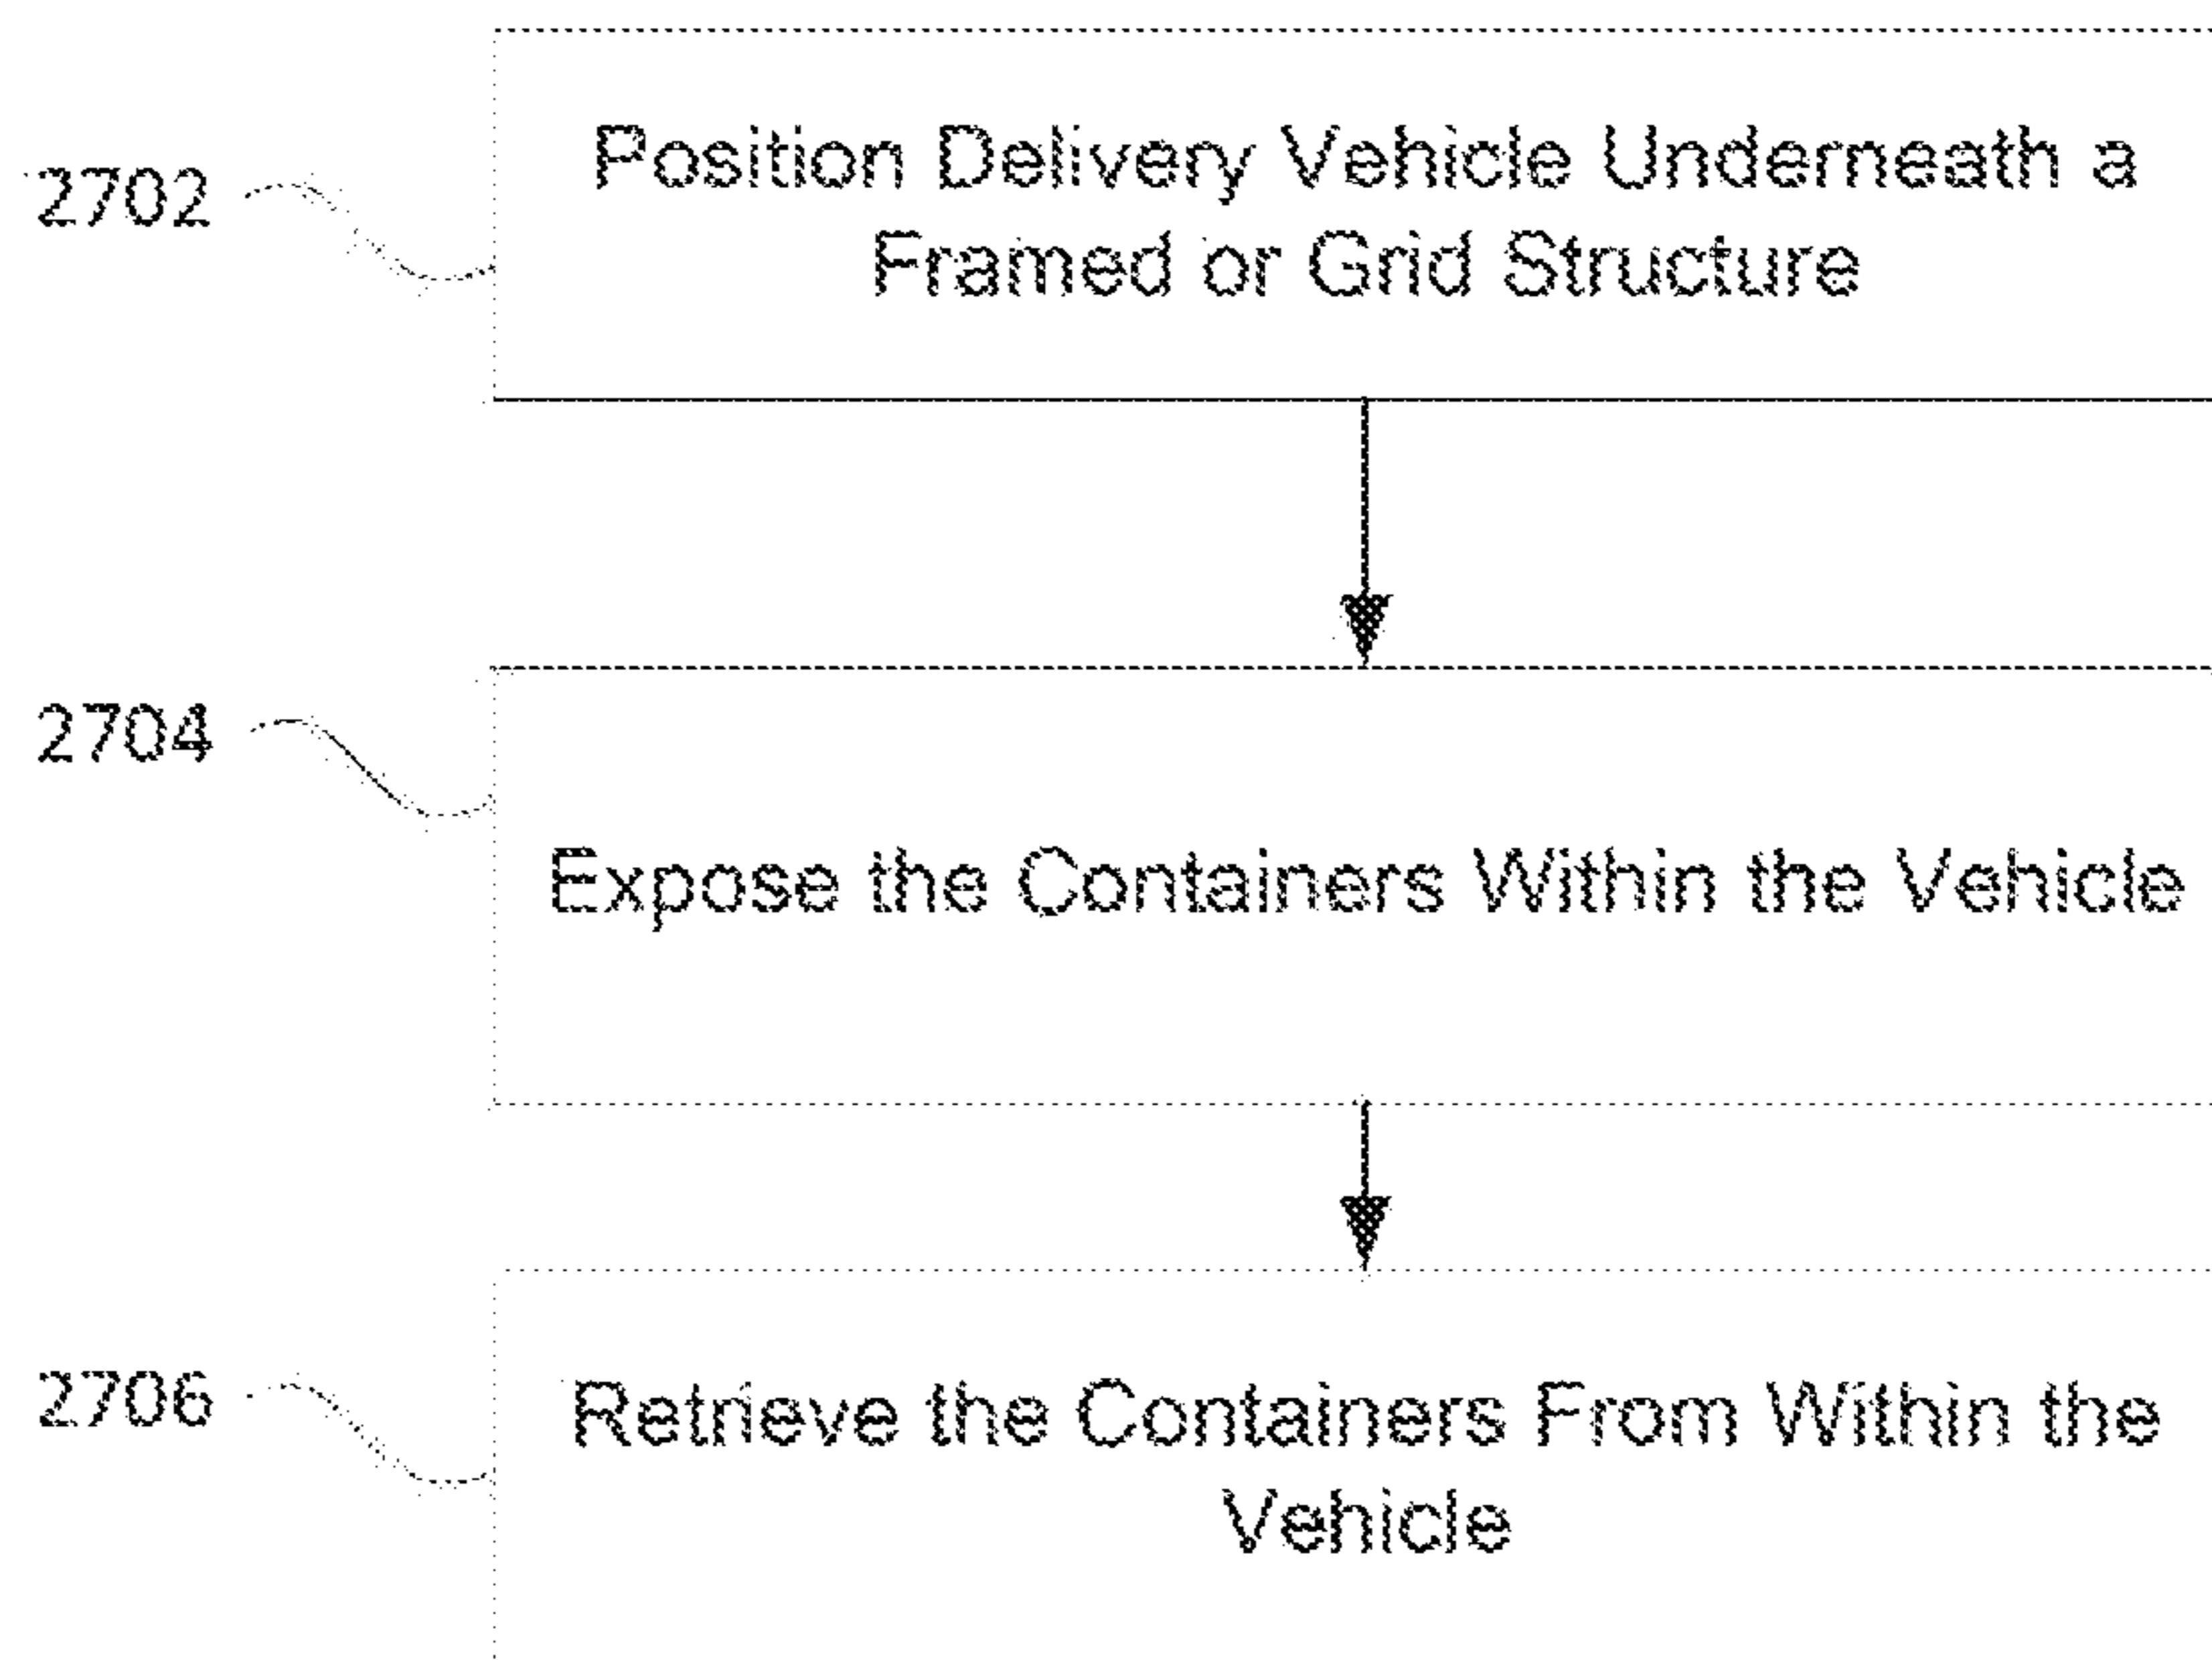 2702
Position Delivery Vehicle Underneath a
Framed or Grid Structure
2704
Expose the Containers Within the Vehicle
2706
Retrieve the Containers From Within the
Vehicle